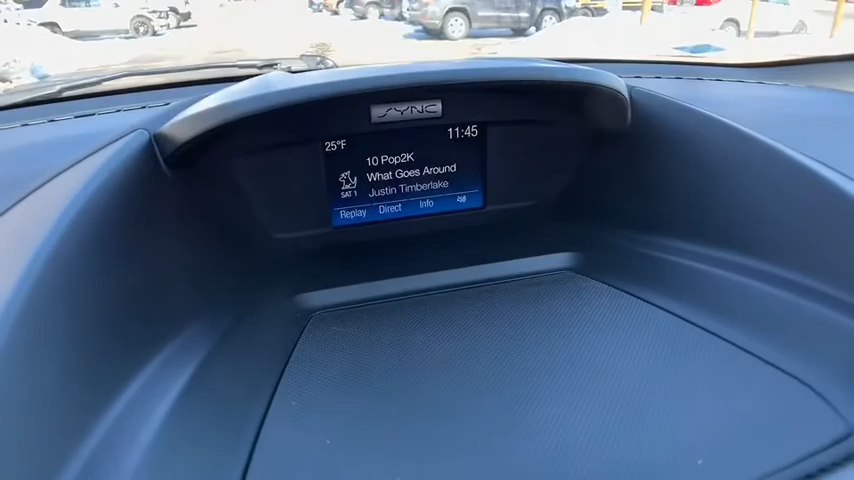 SYNC
25°F 11:45
10 Pop2K
What Goes Around
SAT 1 Justin Timberlake
Replay Direct Info